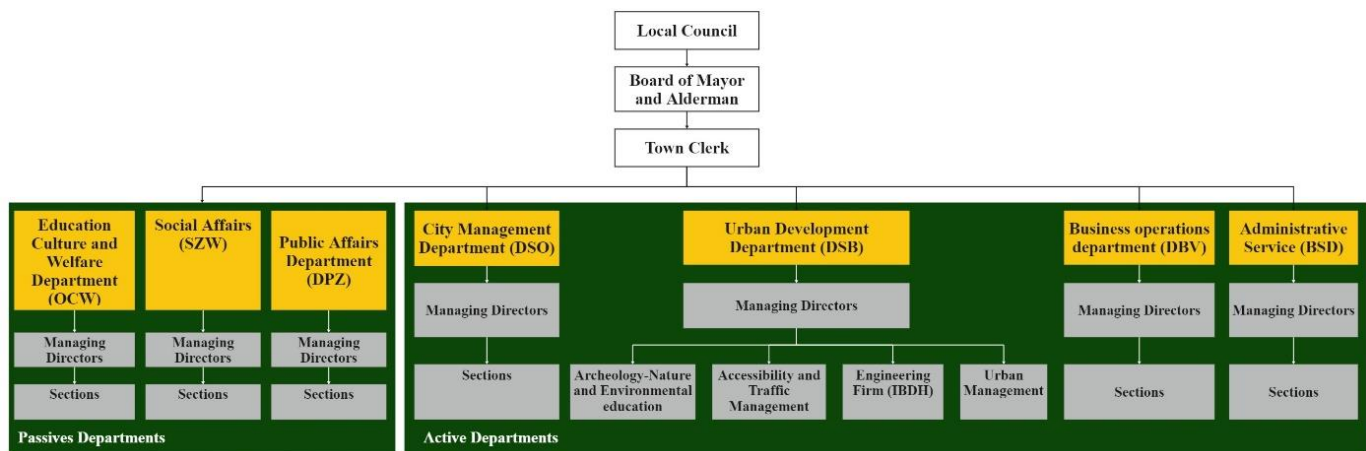 Local Council
Board of Mayor
and Alderman
Town Clerk
Education
Culture and
Welfare
Department
(OCW)
Social Affairs
(SZW)
Public Affairs
Department
(DPZ)
City Management
Department (DSO)
Urban Development
Department (DSB)
Business operations
department (DBV)
Administrative
Service (BSD)
Managing
Directors
Managing
Directors
Managing
Directors
Managing Directors
Managing Directors
Managing Directors
Managing Directors
Sections
Sections
Sections
Sections
Archeology-Nature
and Environmental
education
Accessibility and
Traffic
Management
Engineering
Firm (IBDH)
Urban
Management
Sections
Sections
Passives Departments
Active Departments